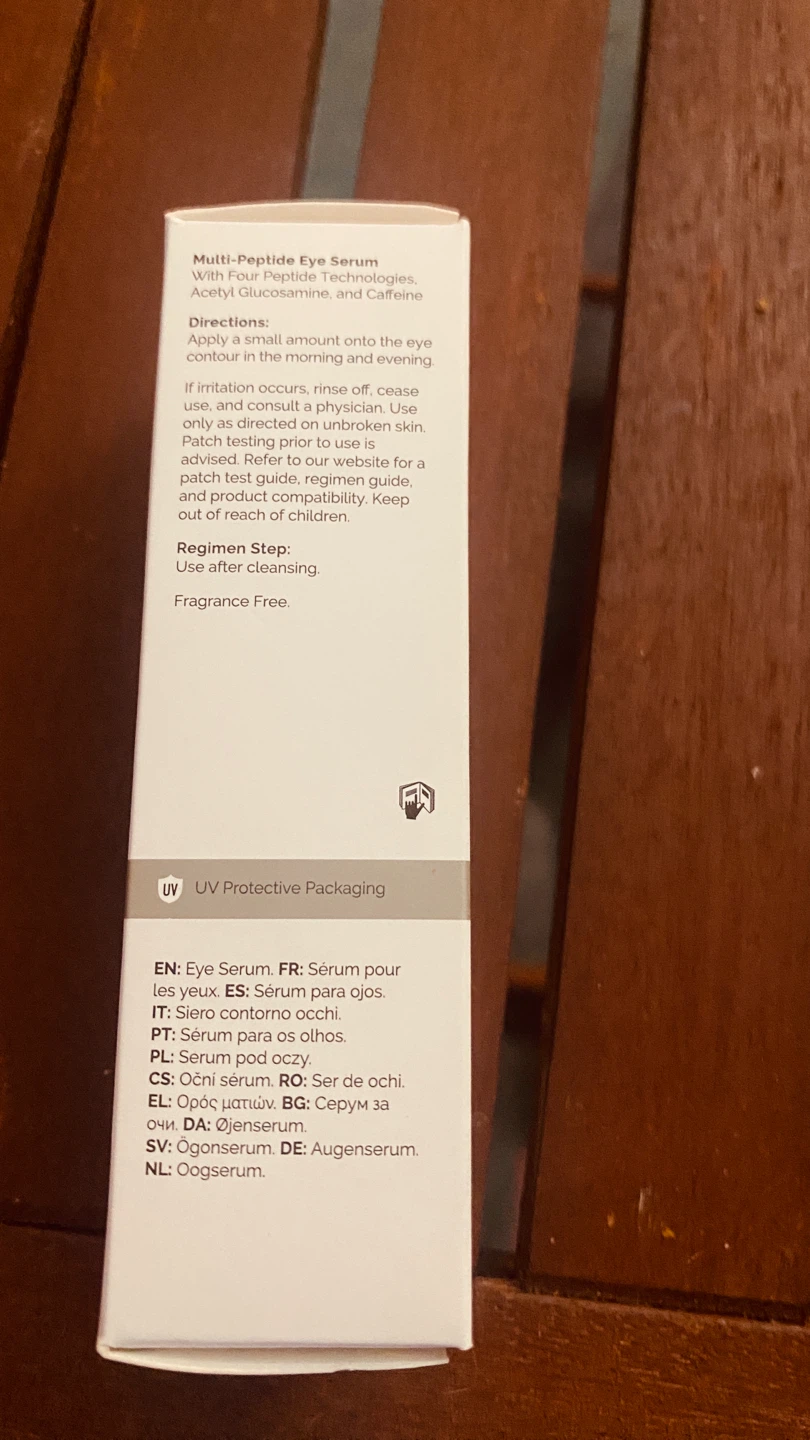 Multi-Peptide Eye Serum
With Four Peptide Technologies,
Acetyl Glucosamine, and Caffeine
Directions:
Apply a small amount onto the eye
contour in the morning and evening.
If irritation occurs, rinse off, cease
use, and consult a physician. Use
only as directed on unbroken skin.
Patch testing prior to use is
advised. Refer to our website for a
patch test guide, regimen guide,
and product compatibility. Keep
out of reach of children.
Regimen Step:
Use after cleansing.
Fragrance Free.
UV UV Protective Packaging
EN: Eye Serum. FR: Sérum pour
les yeux. ES: Sérum para ojos.
IT: Siero contorno occhi.
PT: Sérum para os olhos.
PL: Serum pod oczy.
CS: Oční sérum. RO: Ser de ochi.
EL: Ορός ματιών. BG: Серум за
очи. DA: Øjenserum.
SV: Ögonserum. DE: Augenserum.
NL: Oogserum.